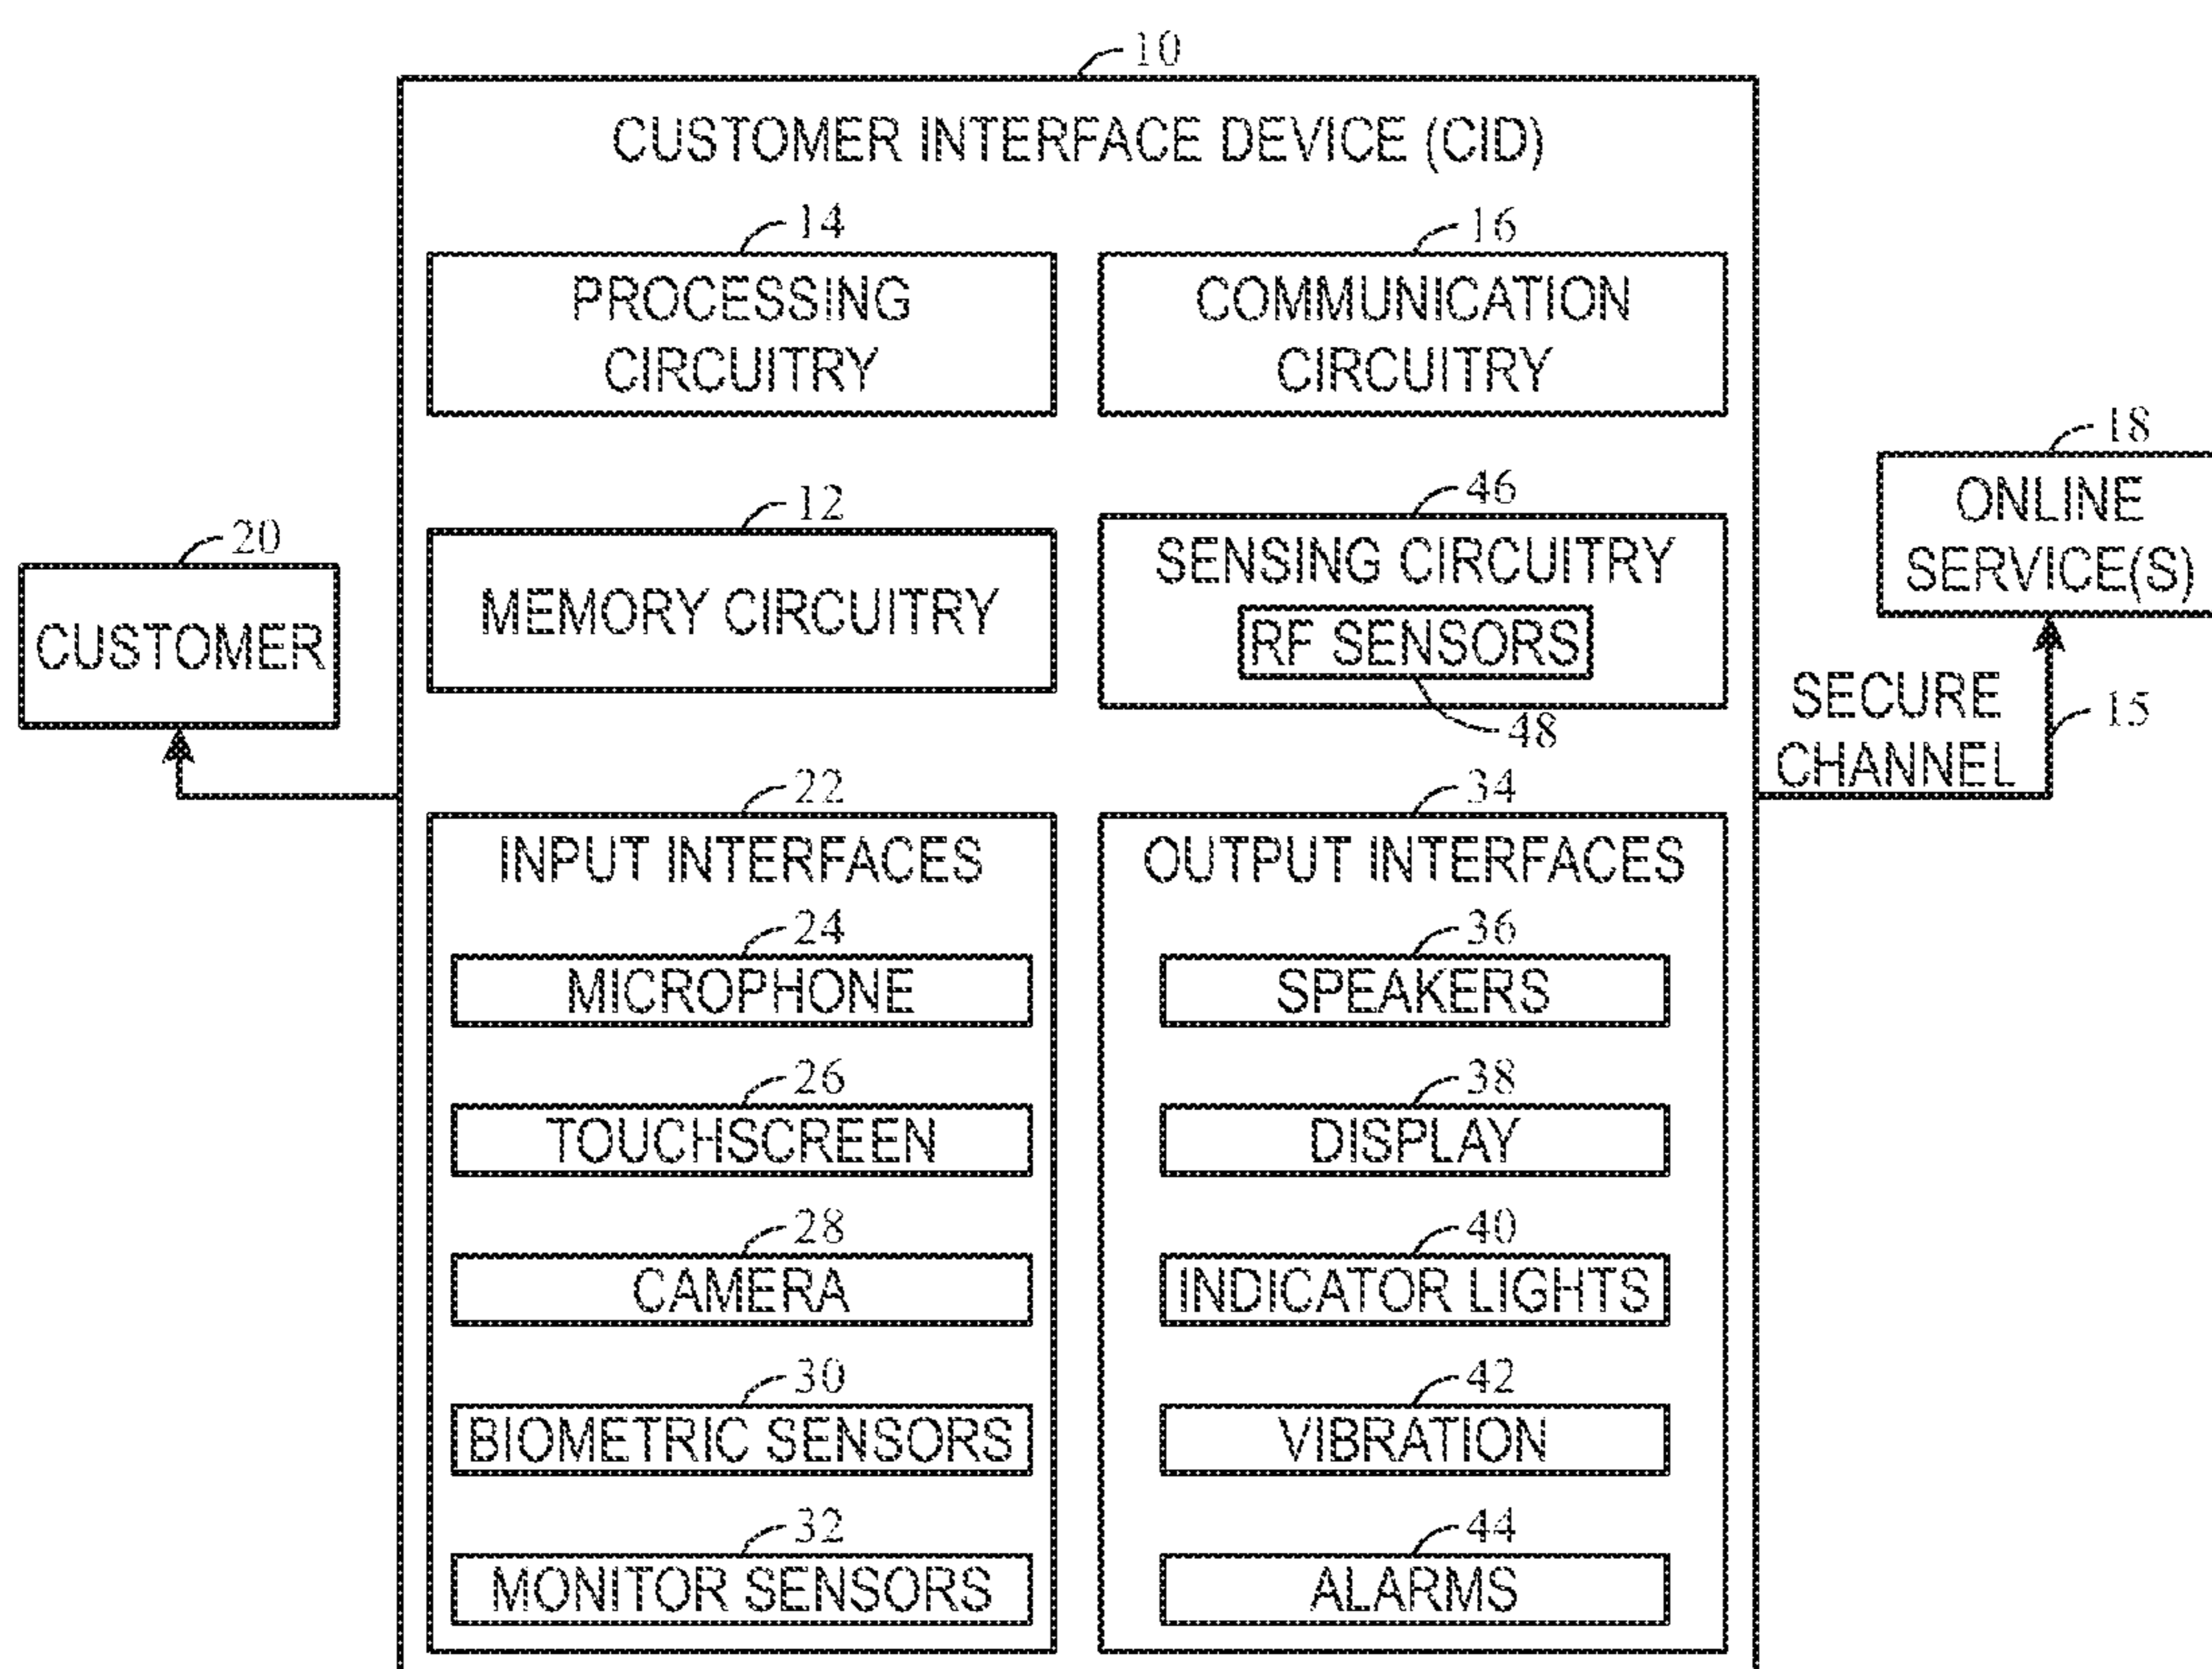 10
CUSTOMER INTERFACE DEVICE (CID)
14
PROCESSING
CIRCUITRY
16
COMMUNICATION
CIRCUITRY
12
MEMORY CIRCUITRY
46
SENSING CIRCUITRY
RF SENSORS
48
20
CUSTOMER
18
ONLINE
SERVICE(S)
SECURE
CHANNEL
15
22
INPUT INTERFACES
24
MICROPHONE
26
TOUCHSCREEN
28
CAMERA
30
BIOMETRIC SENSORS
32
MONITOR SENSORS
34
OUTPUT INTERFACES
36
SPEAKERS
38
DISPLAY
40
INDICATOR LIGHTS
42
VIBRATION
44
ALARMS